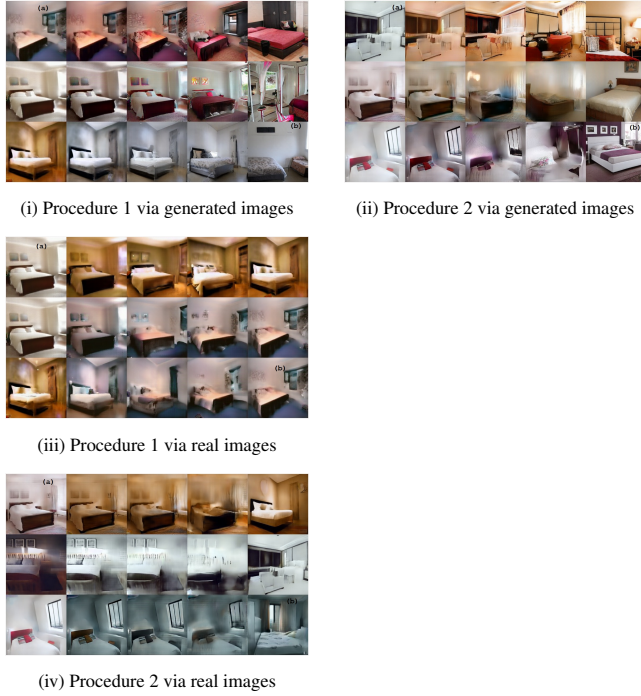 (a)
(b)
(i) Procedure 1 via generated images
(a)
(b)
(ii) Procedure 2 via generated images
(a)
(b)
(iii) Procedure 1 via real images
(a)
(b)
(iv) Procedure 2 via real images